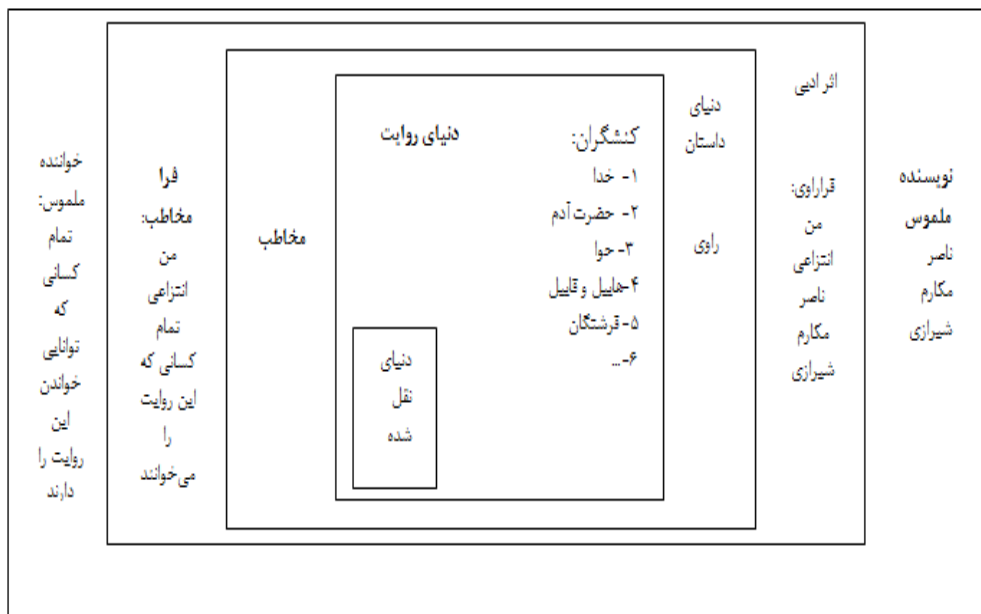 نویسنده
ملموس
ناصر
مکارم
شیرازی
اثر ادبی
قراراوی:
من
انتزاعی
ناصر
مکارم
شیرازی
دنیای
داستان
راوی
دنیای روایت
کنشگران:
۱- خدا
۲- حضرت آدم
۳- حوا
۴-هابیل و قابیل
۵- قرشتگان
۶-...
دنیای
نقل
شده
مخاطب
فرا
مخاطب:
من
انتزاعی
تمام
کسانی که
این روایت
را
می‌خوانند
خواننده
ملموس:
تمام
کسانی
که
توانایی
خواندن
این
روایت را
دارند